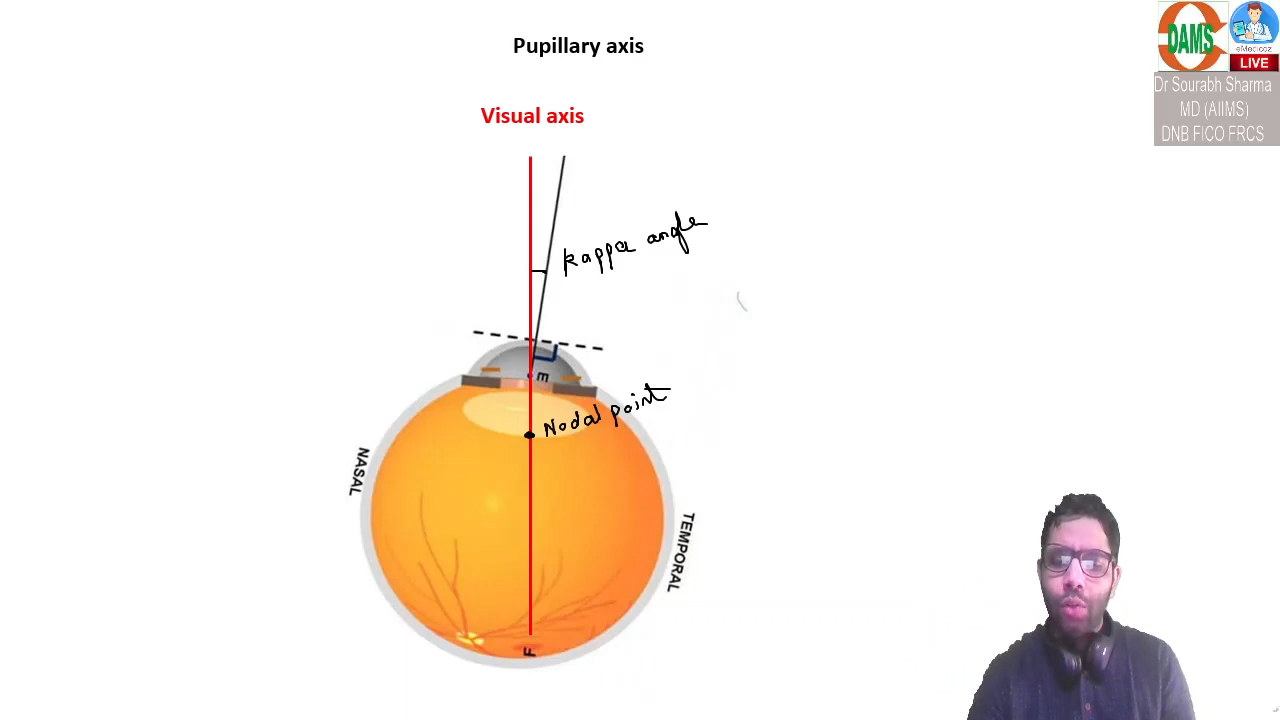 Pupillary axis
Visual axis
Kappa angle
E
Nodal point
NASAL
TEMPORAL
F
DAMS
eMedicoz
LIVE
Dr Sourabh Sharma
MD (AIIMS)
DNB FICO FRCS